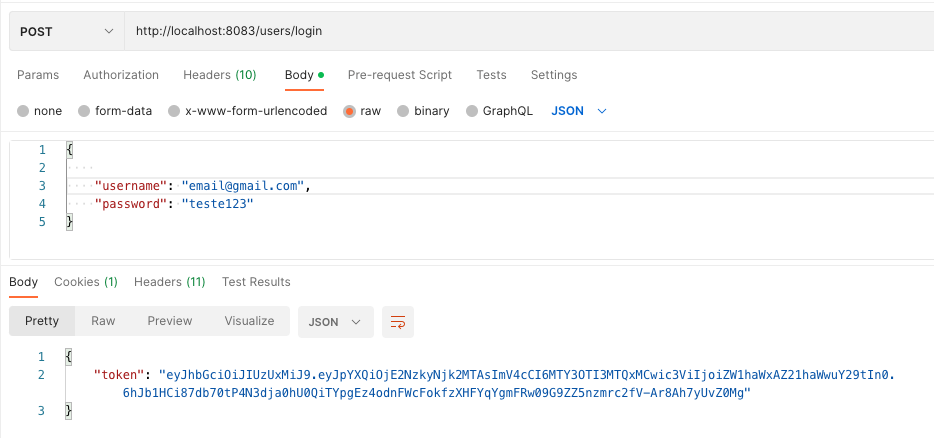 POST http://localhost:8083/users/login
Params Authorization Headers (10) Body Pre-request Script Tests Settings
none form-data x-www-form-urlencoded raw binary GraphQL JSON
1 {
2
3 "username": "email@gmail.com",
4 "password": "teste123"
5 }
Body Cookies (1) Headers (11) Test Results
Pretty Raw Preview Visualize JSON
1 {
2 "token": "eyJhbGciOiJIUzUxMiJ9.eyJpYXQiOjE2NzkyNjk2MTAsImV4cCI6MTY3OTI3MTQxMCwic3ViIjoiZW1haWxAZ21haWwuY29tIn0.
6hJb1HCi87db70tP4N3dja0hU0QiTYpgEz4odnFWcFokfzXHFYqYgmFRw09G9ZZ5nzmrc2fV-Ar8Ah7yUvZ0Mg"
3 }